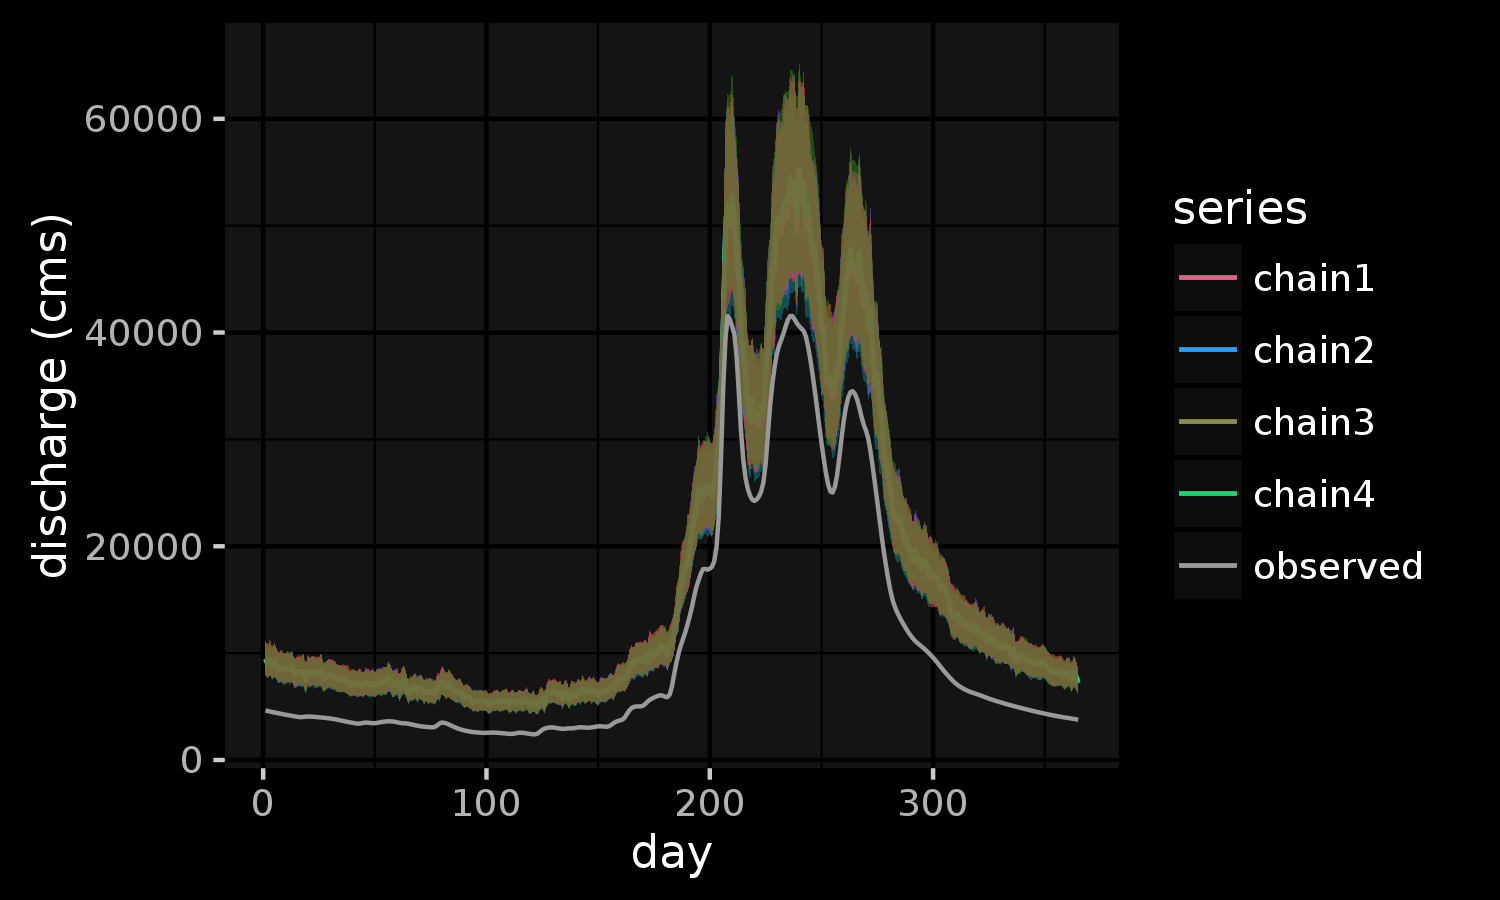 60000
40000
20000
0
discharge (cms)
0 100 200 300
day
series
chain1
chain2
chain3
chain4
observed